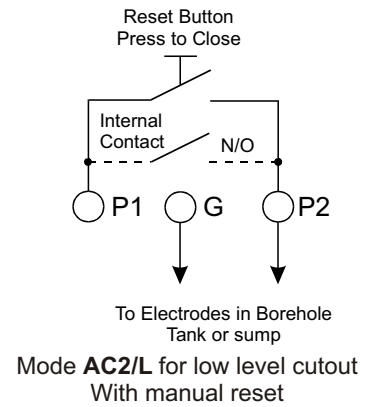 Reset Button
Press to Close
Internal
Contact
N/O
P1
G
P2
To Electrodes in Borehole
Tank or sump
Mode AC2/L for low level cutout
With manual reset